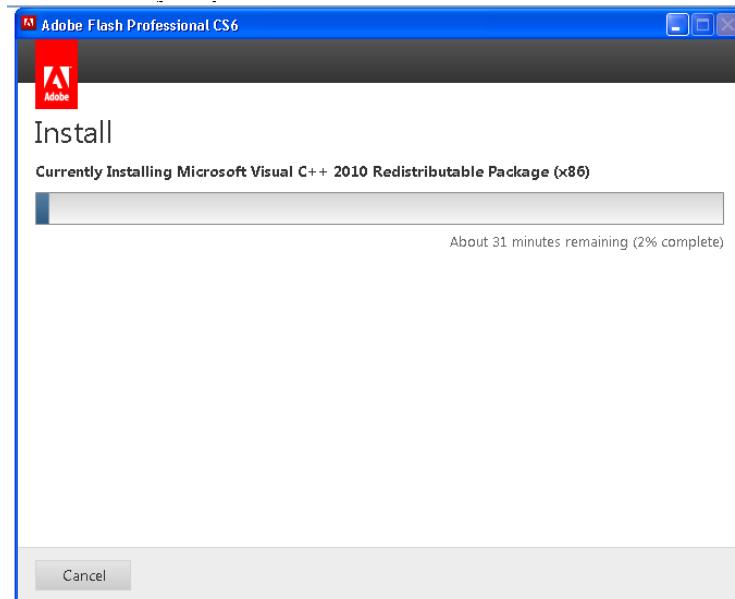 Adobe Flash Professional CS6
Adobe
Install
Currently Installing Microsoft Visual C++ 2010 Redistributable Package (x86)
About 31 minutes remaining (2% complete)
Cancel